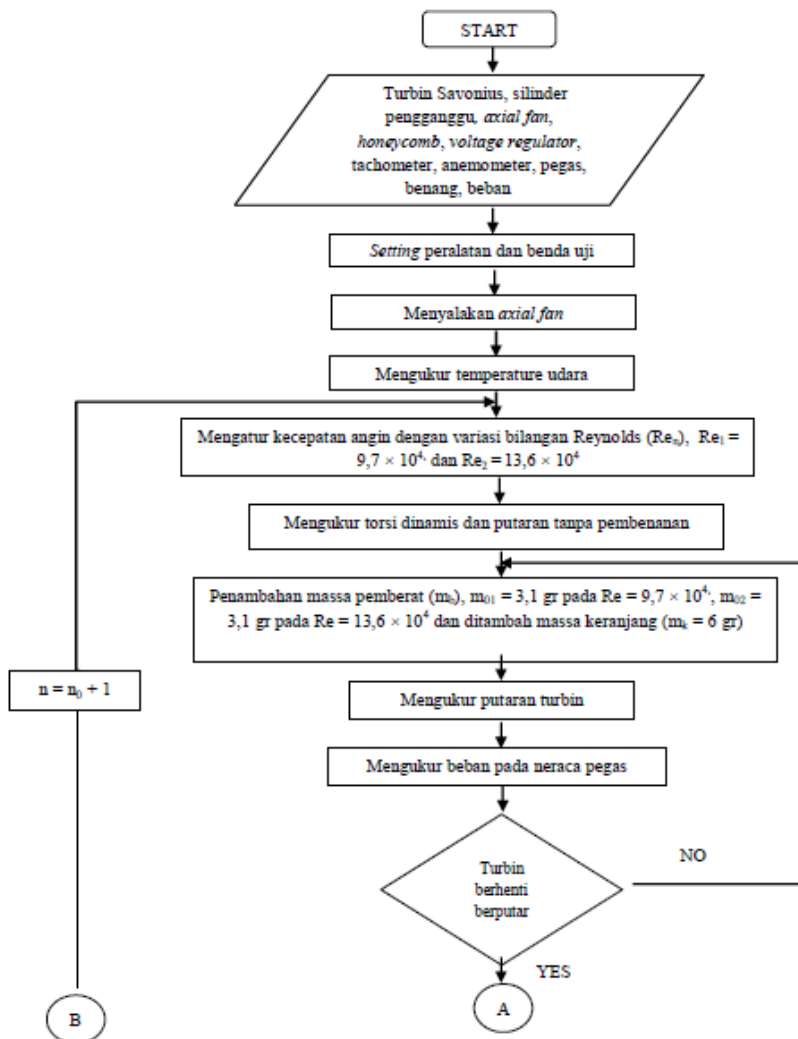 START
Turbin Savonius, silinder
pengganggu, axial fan,
honeycomb, voltage regulator,
tachometer, anemometer, pegas,
benang, beban
Setting peralatan dan benda uji
Menyalakan axial fan
Mengukur temperature udara
Mengatur kecepatan angin dengan variasi bilangan Reynolds (Reₙ), Re₁ =
9,7 × 10⁴, dan Re₂ = 13,6 × 10⁴
Mengukur torsi dinamis dan putaran tanpa pembenanan
Penambahan massa pemberat (mb), m₀₁ = 3,1 gr pada Re = 9,7 × 10⁴, m₀₂ =
3,1 gr pada Re = 13,6 × 10⁴ dan ditambah massa keranjang (mₖ = 6 gr)
n = n₀ + 1
Mengukur putaran turbin
Mengukur beban pada neraca pegas
Turbin
berhenti
berputar
NO
YES
A
B